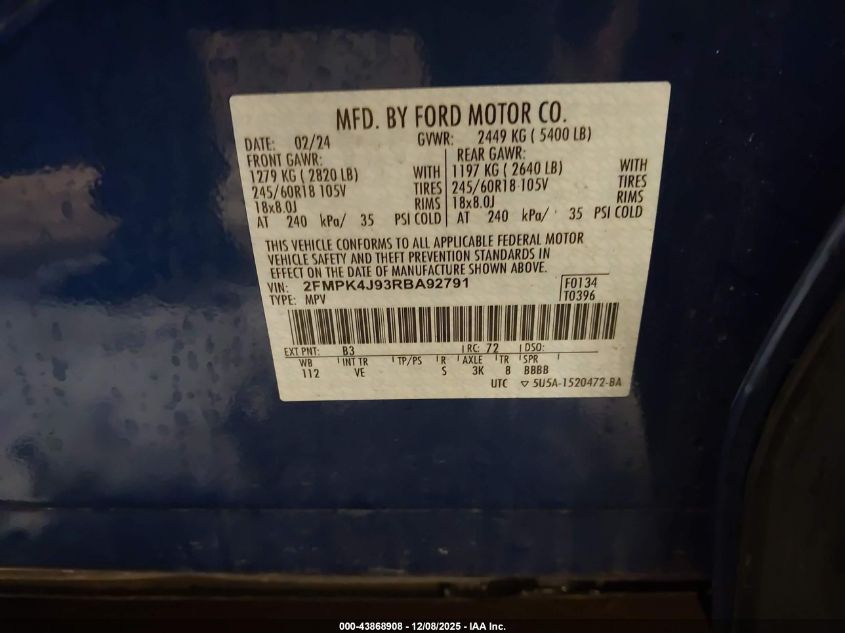 MFD. BY FORD MOTOR CO.
DATE: 02/24 GVWR: 2449 KG ( 5400 LB)
FRONT GAWR: REAR GAWR:
1279 KG ( 2820 LB) WITH 1197 KG ( 2640 LB) WITH
245/60R18 105V TIRES 245/60R18 105V TIRES
18x8.0J RIMS 18x8.0J RIMS
AT 240 kPa/ 35 PSI COLD AT 240 kPa/ 35 PSI COLD
THIS VEHICLE CONFORMS TO ALL APPLICABLE FEDERAL MOTOR
VEHICLE SAFETY AND THEFT PREVENTION STANDARDS IN
EFFECT ON THE DATE OF MANUFACTURE SHOWN ABOVE.
VIN: 2FMPK4J93RBA92791 F0134
TYPE: MPV T0396
EXT PNT: B3 RC: 72 DSO:
WB INT TR TP/PS R AXLE TR SPR
112 VE S 3K 8 BBBB
UTC ▽ 5U5A-1520472-BA
000-43868908 - 12/08/2025 - IAA Inc.